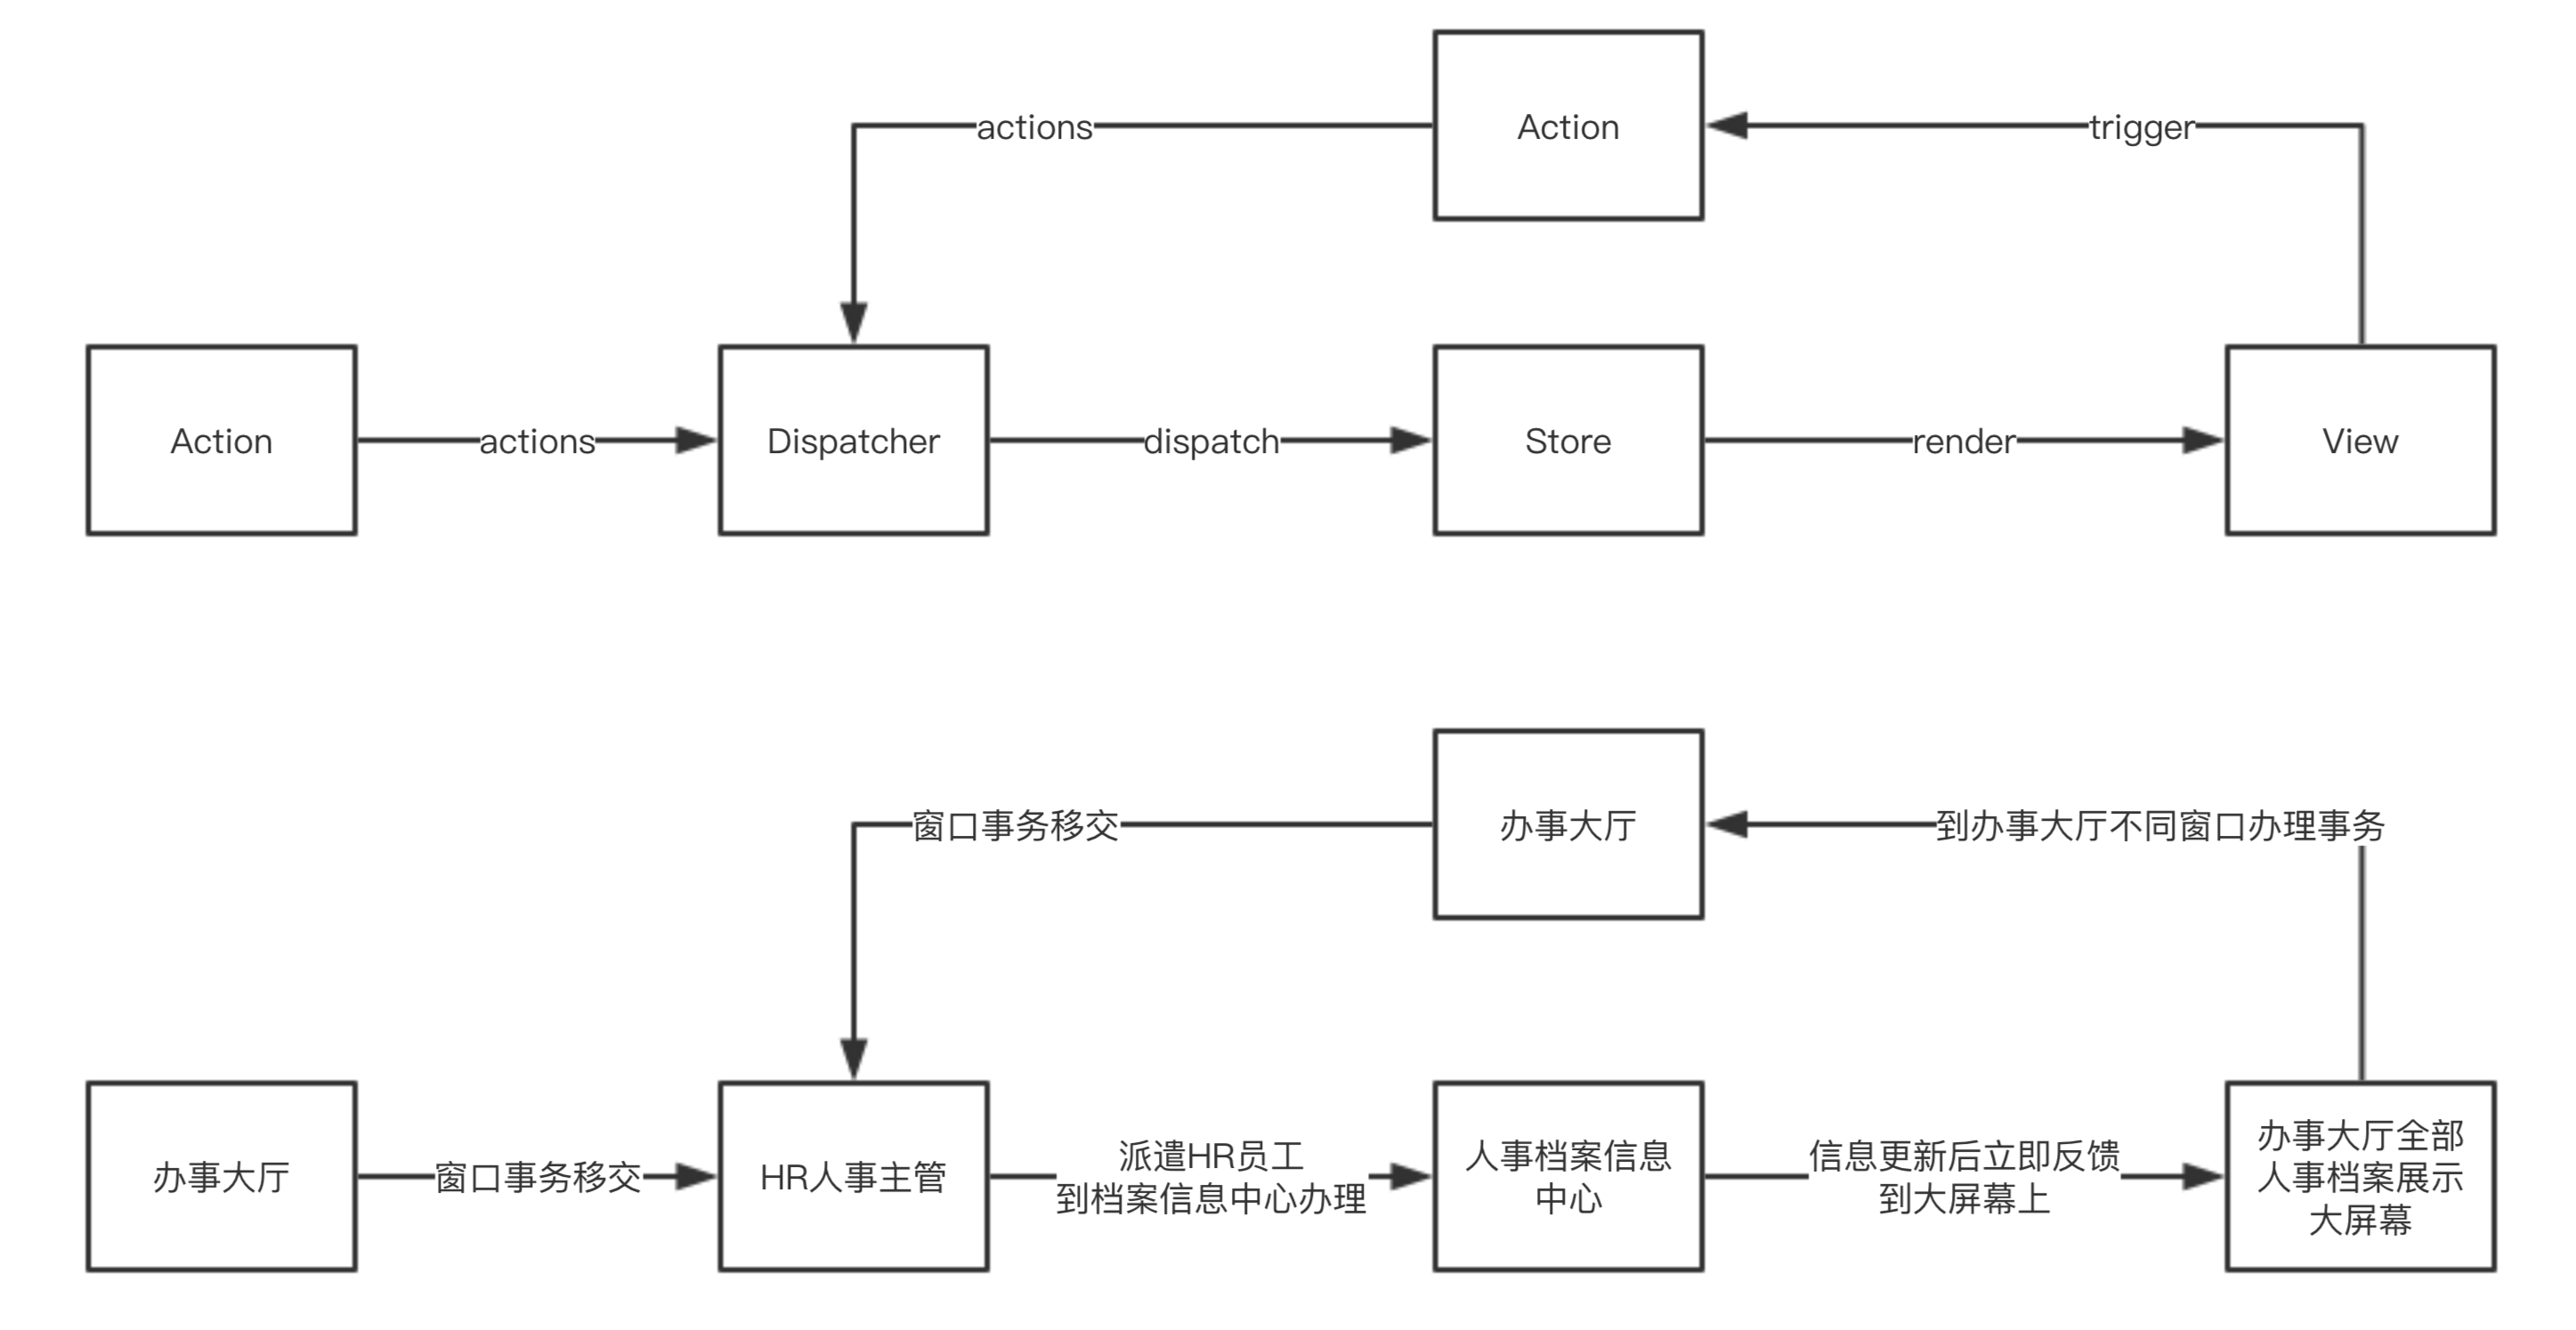 Action
actions
trigger
Action
actions
Dispatcher
dispatch
Store
render
View
办事大厅
窗口事务移交
到办事大厅不同窗口办理事务
办事大厅
窗口事务移交
HR人事主管
派遣HR员工
到档案信息中心办理
人事档案信息
中心
信息更新后立即反馈
到大屏幕上
办事大厅全部
人事档案展示
大屏幕